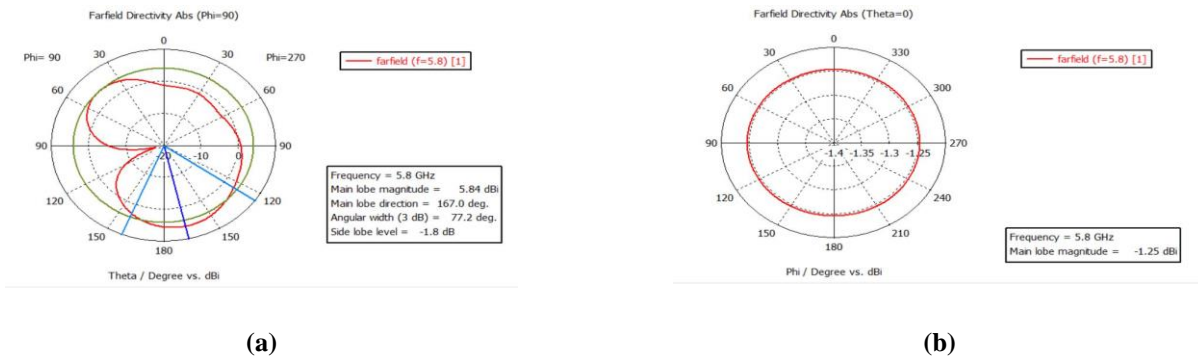 Farfield Directivity Abs (Phi=90)
0
Phi= 90
30
30
Phi=270
farfield (f=5.8) [1]
60
60
90
-20
-10
0
90
120
120
150
150
180
Frequency = 5.8 GHz
Main lobe magnitude = 5.84 dBi
Main lobe direction = 167.0 deg.
Angular width (3 dB) = 77.2 deg.
Side lobe level = -1.8 dB
Theta / Degree vs. dBi
(a)
Farfield Directivity Abs (Theta=0)
0
30
330
farfield (f=5.8) [1]
60
300
90
-1.4
-1.35
-1.3
-1.25
270
120
240
150
210
180
Frequency = 5.8 GHz
Main lobe magnitude = -1.25 dBi
Phi / Degree vs. dBi
(b)